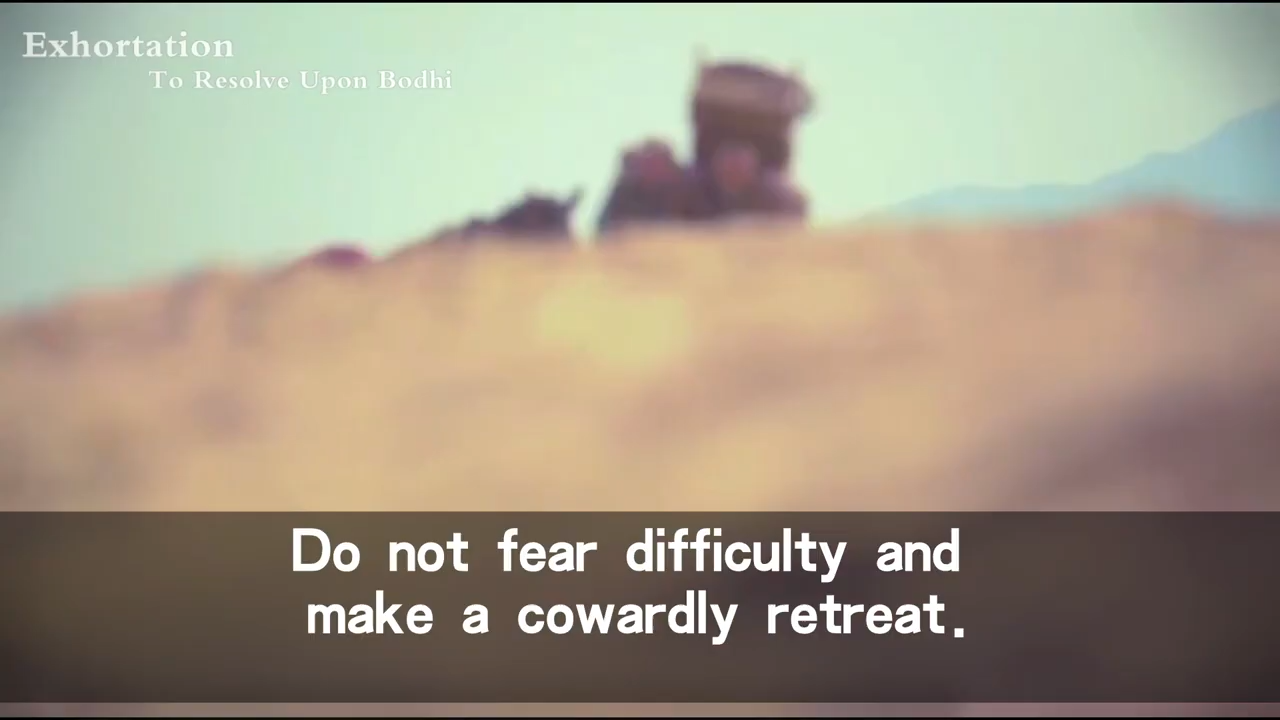 Exhortation
To Resolve Upon Bodhi
Do not fear difficulty and
make a cowardly retreat.